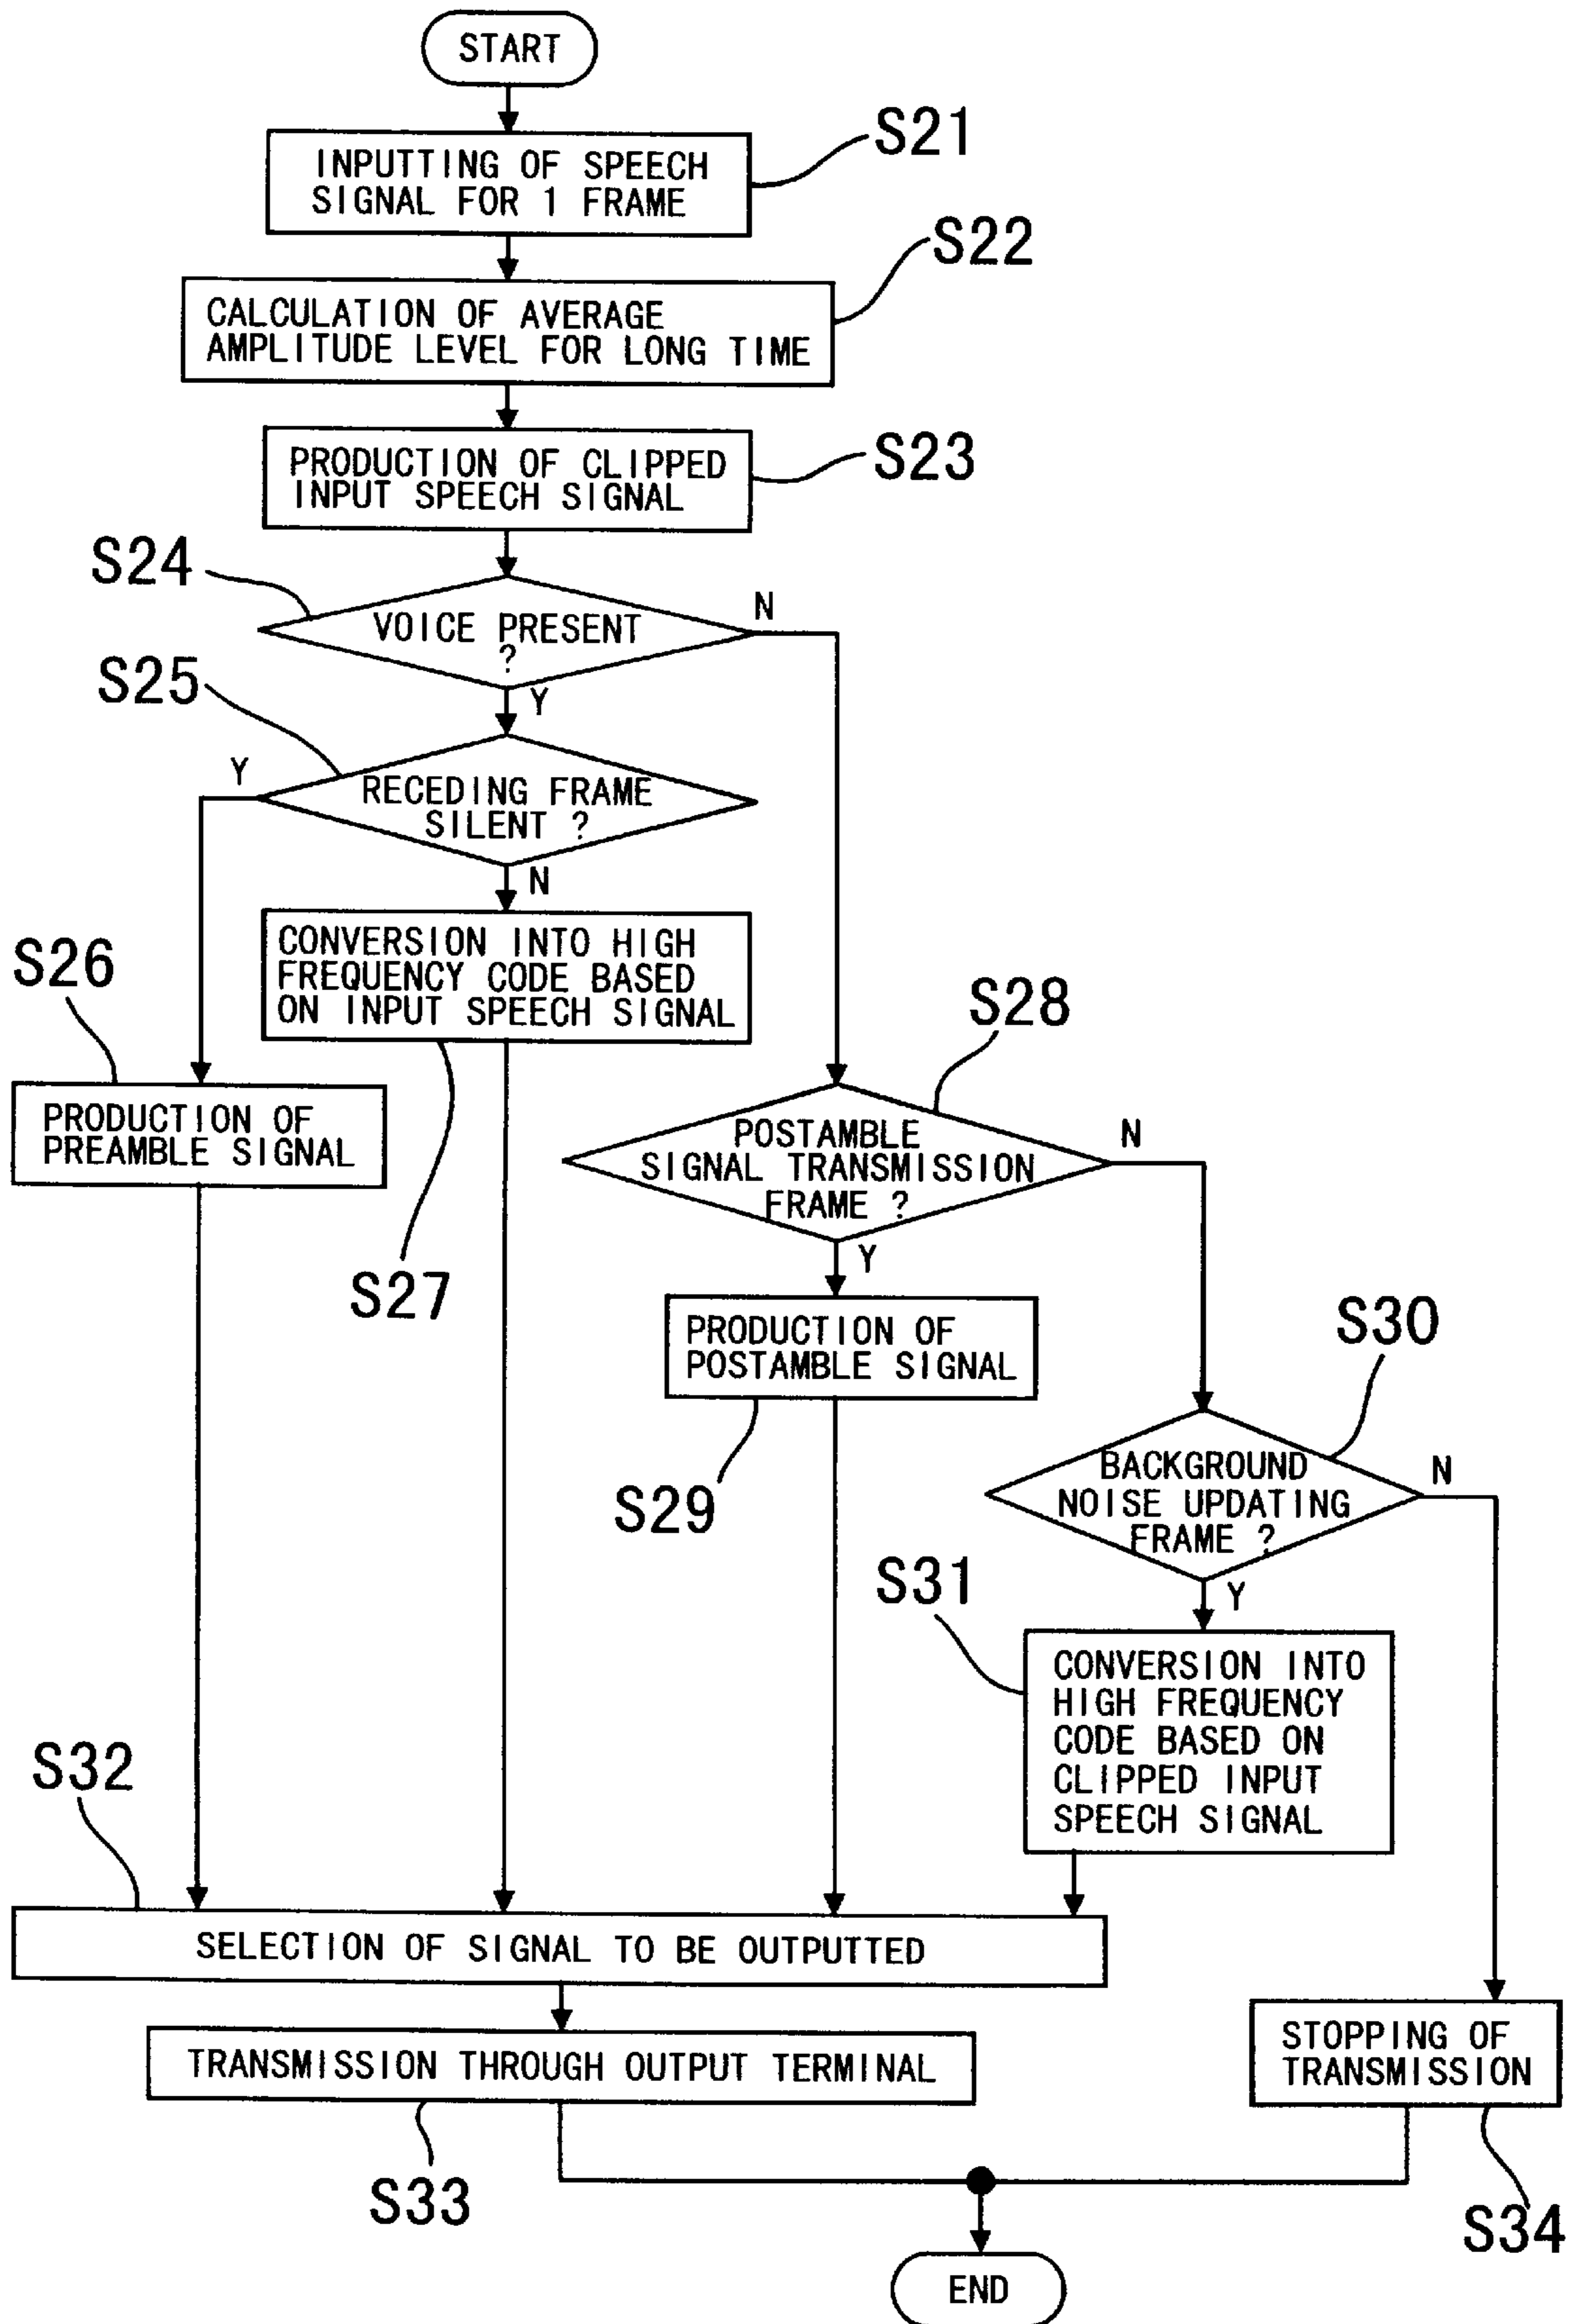 START
S21
INPUTTING OF SPEECH
SIGNAL FOR 1 FRAME
S22
CALCULATION OF AVERAGE
AMPLITUDE LEVEL FOR LONG TIME
S23
PRODUCTION OF CLIPPED
INPUT SPEECH SIGNAL
S24
N
VOICE PRESENT
?
S25
Y
Y
RECEDING FRAME
SILENT ?
N
S26
CONVERSION INTO HIGH
FREQUENCY CODE BASED
ON INPUT SPEECH SIGNAL
S28
PRODUCTION OF
PREAMBLE SIGNAL
POSTAMBLE
SIGNAL TRANSMISSION
FRAME ?
N
Y
S27
S30
PRODUCTION OF
POSTAMBLE SIGNAL
S29
BACKGROUND
NOISE UPDATING
FRAME ?
N
S31
Y
CONVERSION INTO
HIGH FREQUENCY
CODE BASED ON
CLIPPED INPUT
SPEECH SIGNAL
S32
SELECTION OF SIGNAL TO BE OUTPUTTED
TRANSMISSION THROUGH OUTPUT TERMINAL
STOPPING OF
TRANSMISSION
S33
S34
END